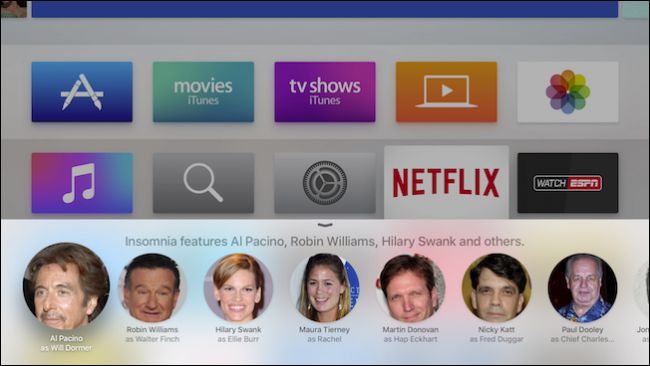 movies
iTunes
tv shows
iTunes
NETFLIX
WATCH ESPN
Insomnia features Al Pacino, Robin Williams, Hilary Swank and others.
Al Pacino
as Will Dormer
Robin Williams
as Walter Finch
Hilary Swank
as Ellie Burr
Maura Tierney
as Rachel
Martin Donovan
as Hap Eckhart
Nicky Katt
as Fred Duggar
Paul Dooley
as Chief Charles...